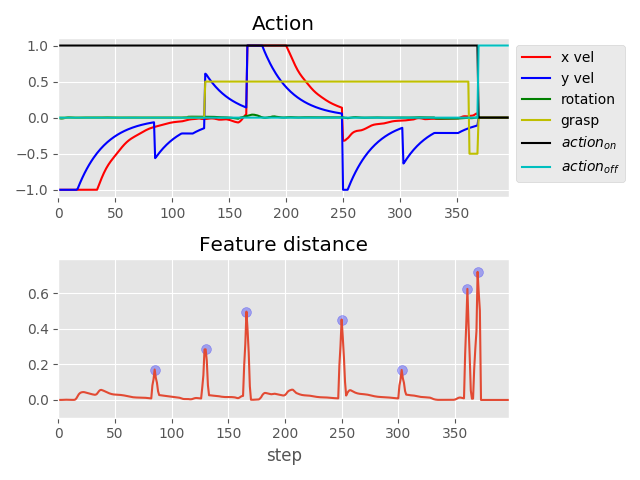 Action
1.0
0.5
0.0
−0.5
−1.0
0 50 100 150 200 250 300 350
x vel
y vel
rotation
grasp
action_on
action_off
Feature distance
0.6
0.4
0.2
0.0
0 50 100 150 200 250 300 350
step